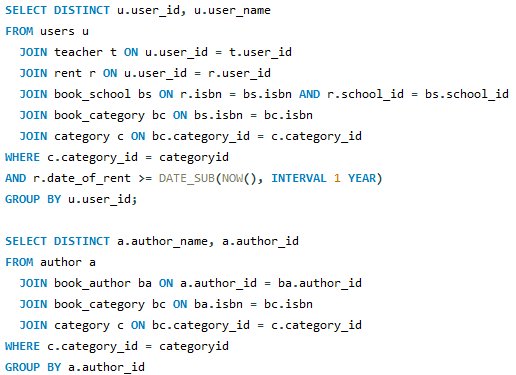 SELECT DISTINCT u.user_id, u.user_name
FROM users u
JOIN teacher t ON u.user_id = t.user_id
JOIN rent r ON u.user_id = r.user_id
JOIN book_school bs ON r.isbn = bs.isbn AND r.school_id = bs.school_id
JOIN book_category bc ON bs.isbn = bc.isbn
JOIN category c ON bc.category_id = c.category_id
WHERE c.category_id = categoryid
AND r.date_of_rent >= DATE_SUB(NOW(), INTERVAL 1 YEAR)
GROUP BY u.user_id;
SELECT DISTINCT a.author_name, a.author_id
FROM author a
JOIN book_author ba ON a.author_id = ba.author_id
JOIN book_category bc ON ba.isbn = bc.isbn
JOIN category c ON bc.category_id = c.category_id
WHERE c.category_id = categoryid
GROUP BY a.author_id